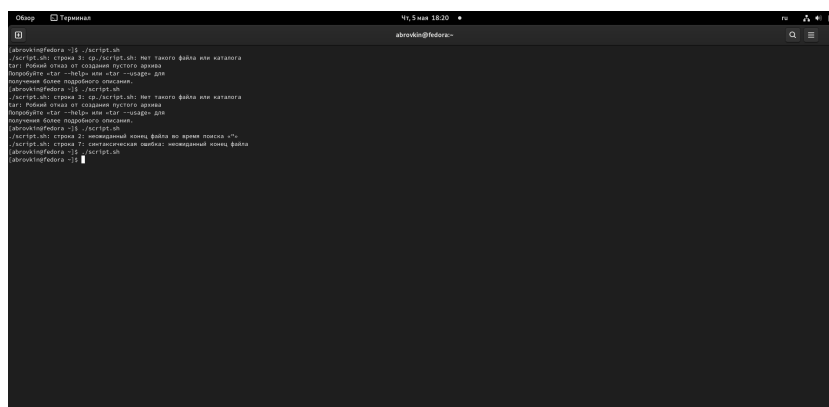 Обзор
Терминал
Чт, 5 мая 18:20
ru
abrovkin@fedora:~
[abrovkin@fedora ~]$ ./script.sh
./script.sh: строка 3: cp./script.sh: Нет такого файла или каталога
tar: Робкий отказ от создания пустого архива
Попробуйте «tar --help» или «tar --usage» для
получения более подробного описания.
[abrovkin@fedora ~]$ ./script.sh
./script.sh: строка 3: cp./script.sh: Нет такого файла или каталога
tar: Робкий отказ от создания пустого архива
Попробуйте «tar --help» или «tar --usage» для
получения более подробного описания.
[abrovkin@fedora ~]$ ./script.sh
./script.sh: строка 2: неожиданный конец файла во время поиска «"»
./script.sh: строка 7: синтаксическая ошибка: неожиданный конец файла
[abrovkin@fedora ~]$ ./script.sh
[abrovkin@fedora ~]$